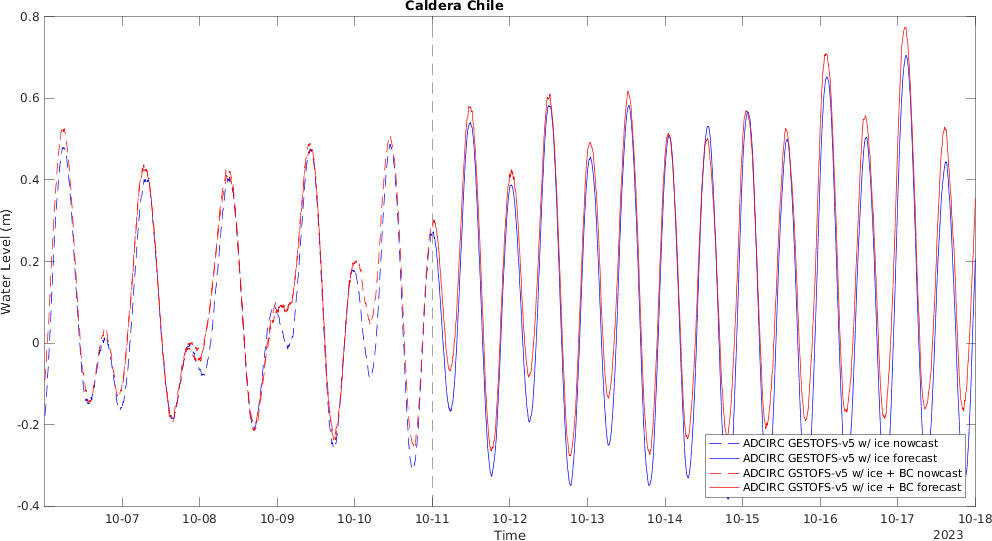 Caldera Chile
0.8
0.6
0.4
0.2
0
-0.2
-0.4
Water Level (m)
10-07 10-08 10-09 10-10 10-11 10-12 10-13 10-14 10-15 10-16 10-17 10-18
Time
2023
ADCIRC GESTOFS-v5 w/ ice nowcast
ADCIRC GESTOFS-v5 w/ ice forecast
ADCIRC GSTOFS-v5 w/ ice + BC nowcast
ADCIRC GSTOFS-v5 w/ ice + BC forecast